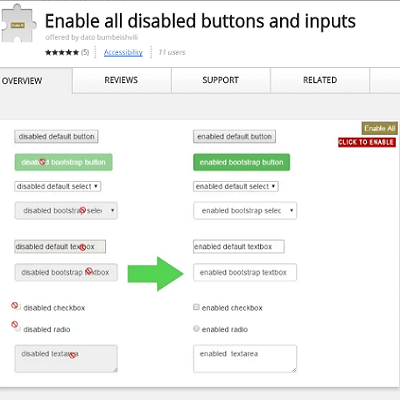 Enable all disabled buttons and inputs
offered by dato bumbeishvili
(5) Accessibility 11 users
OVERVIEW REVIEWS SUPPORT RELATED
Enable All
CLICK TO ENABLE
disabled default button enabled default button
disabled bootstrap button enabled bootstrap button
disabled default select enabled default select
disabled bootstrap selec enabled bootstrap selec
disabled default textbox enabled default textbox
disabled bootstrap textbox enabled bootstrap textbox
disabled checkbox enabled checkbox
disabled radio enabled radio
disabled textarea enabled textarea